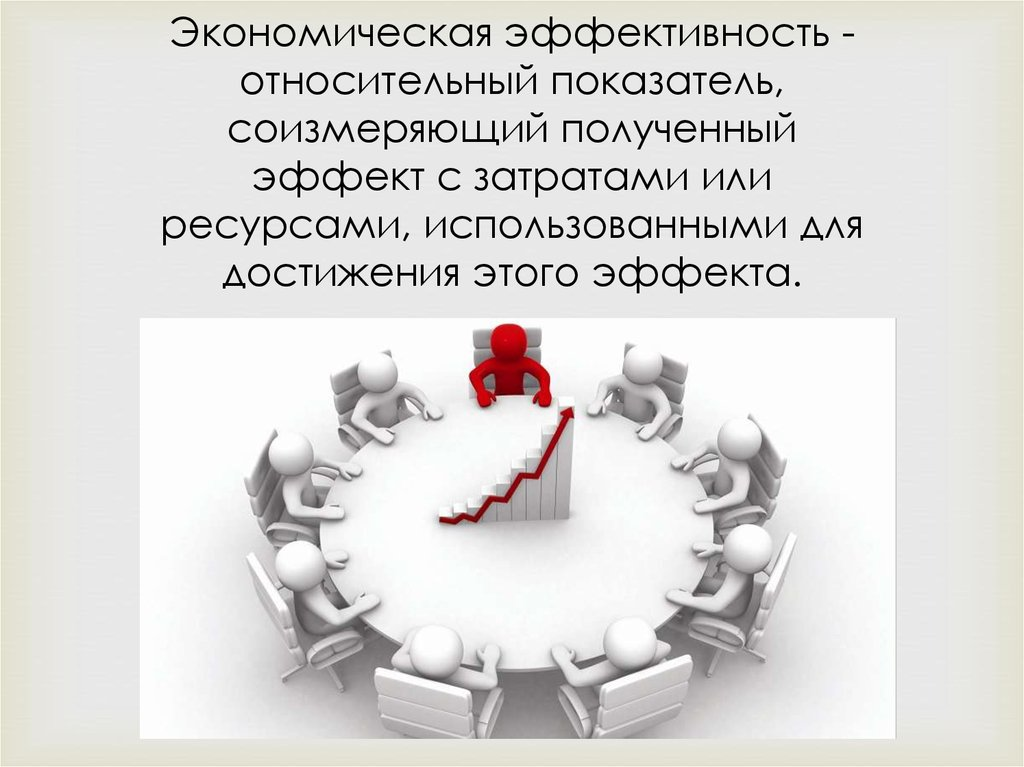 Экономическая эффективность -
относительный показатель,
соизмеряющий полученный
эффект с затратами или
ресурсами, использованными для
достижения этого эффекта.